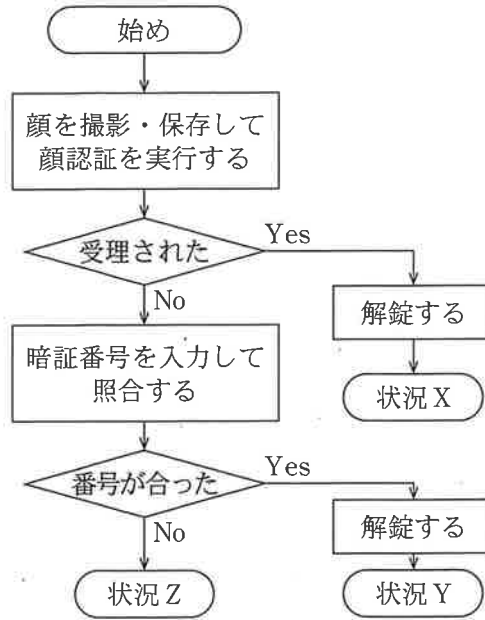 始め
顔を撮影・保存して
顔認証を実行する
受理された
Yes
No
解錠する
状況X
暗証番号を入力して
照合する
番号が合った
Yes
No
解錠する
状況Z
状況Y